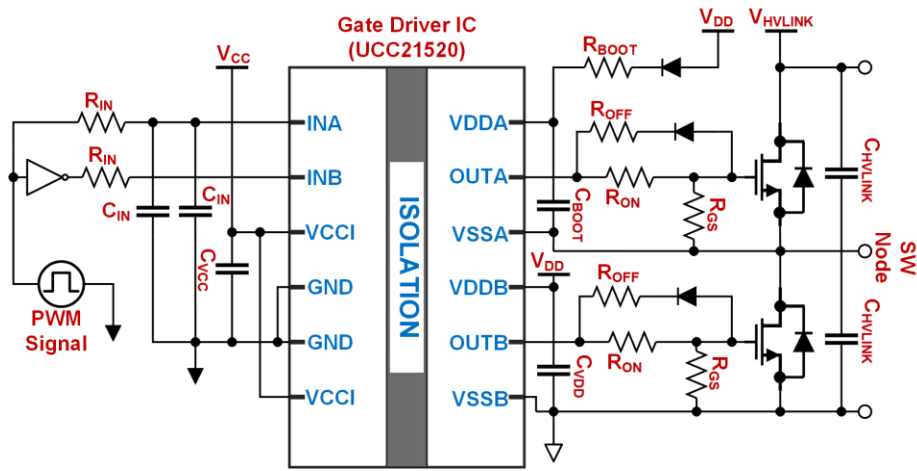 Gate Driver IC
(UCC21520)
VCC
VDD
VHVLINK
RBOOT
RIN
INA
VDDA
ROFF
RIN
INB
OUTA
RON
CHVLINK
CIN
CIN
CBOOT
RGS
VCCI
VSSA
SW
Node
CVCC
ISOLATION
VDD
GND
VDDB
ROFF
PWM
Signal
GND
OUTB
RON
CHVLINK
CVDD
RGS
VCCI
VSSB